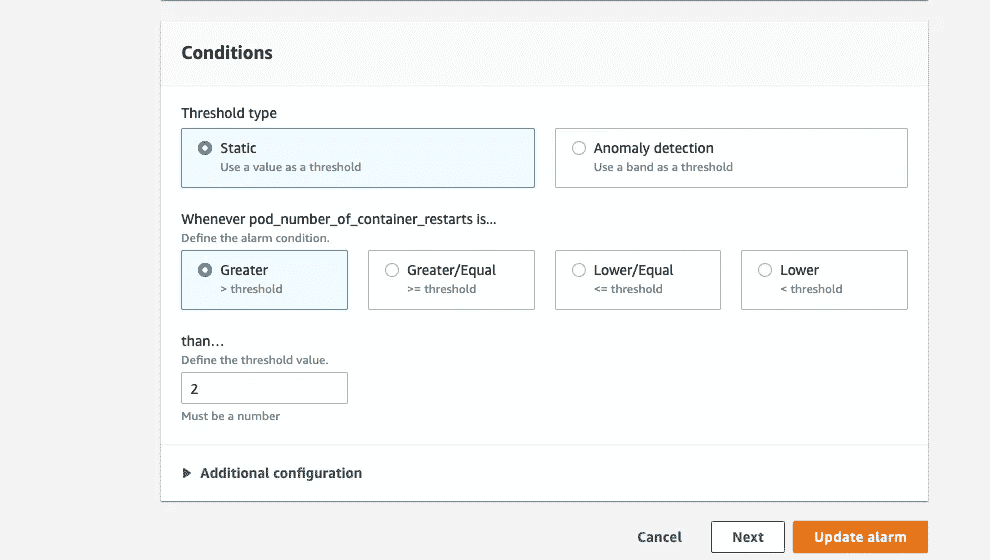 Conditions
Threshold type
Static
Use a value as a threshold
Anomaly detection
Use a band as a threshold
Whenever pod_number_of_container_restarts is...
Define the alarm condition.
Greater
> threshold
Greater/Equal
>= threshold
Lower/Equal
<= threshold
Lower
< threshold
than…
Define the threshold value.
2
Must be a number
Additional configuration
Cancel
Next
Update alarm